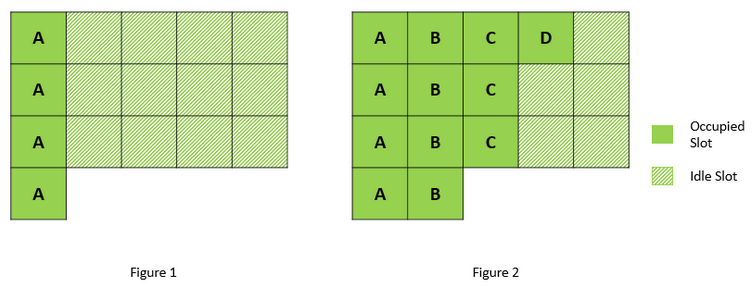 A A B C D
A A B C
A A B C
A A B
Occupied
Slot
Idle Slot
Figure 1 Figure 2